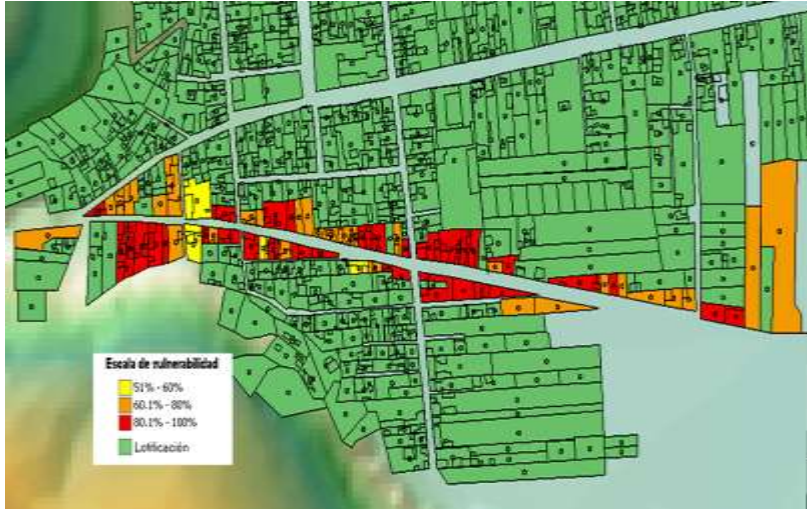 Escala de vulnerabilidad
51% - 60%
60.1% - 80%
80.1% - 100%
Lotificación